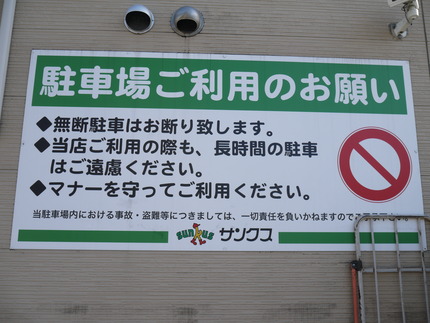 駐車場ご利用のお願い
◆無断駐車はお断り致します。
◆当店ご利用の際も、長時間の駐車
はご遠慮ください。
◆マナーを守ってご利用ください。
当駐車場内における事故・盗難等につきましては、一切責任を負いかねますので
sunkus サンクス